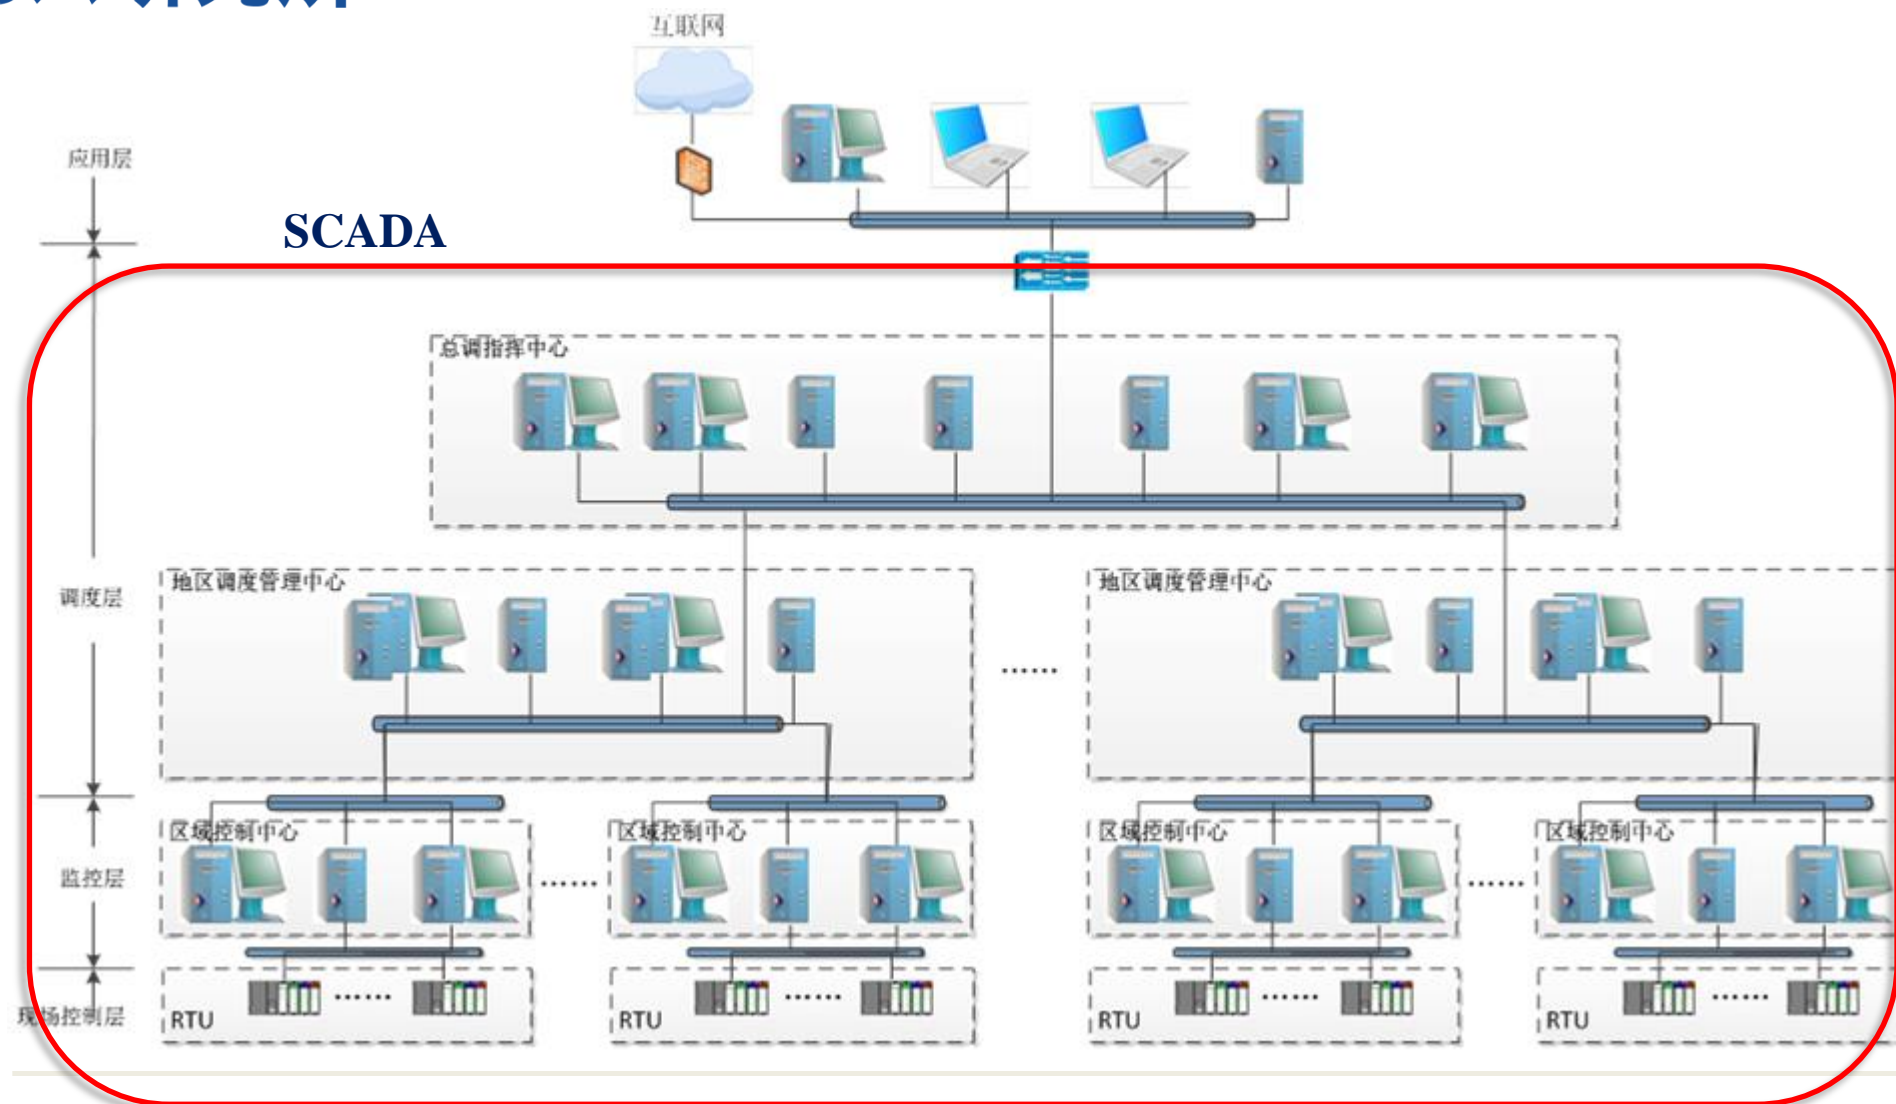 互联网
应用层
SCADA
总调指挥中心
地区调度管理中心
地区调度管理中心
......
调度层
区域控制中心
区域控制中心
区域控制中心
区域控制中心
监控层
......
......
现场控制层
RTU
......
RTU
......
RTU
......
RTU
......